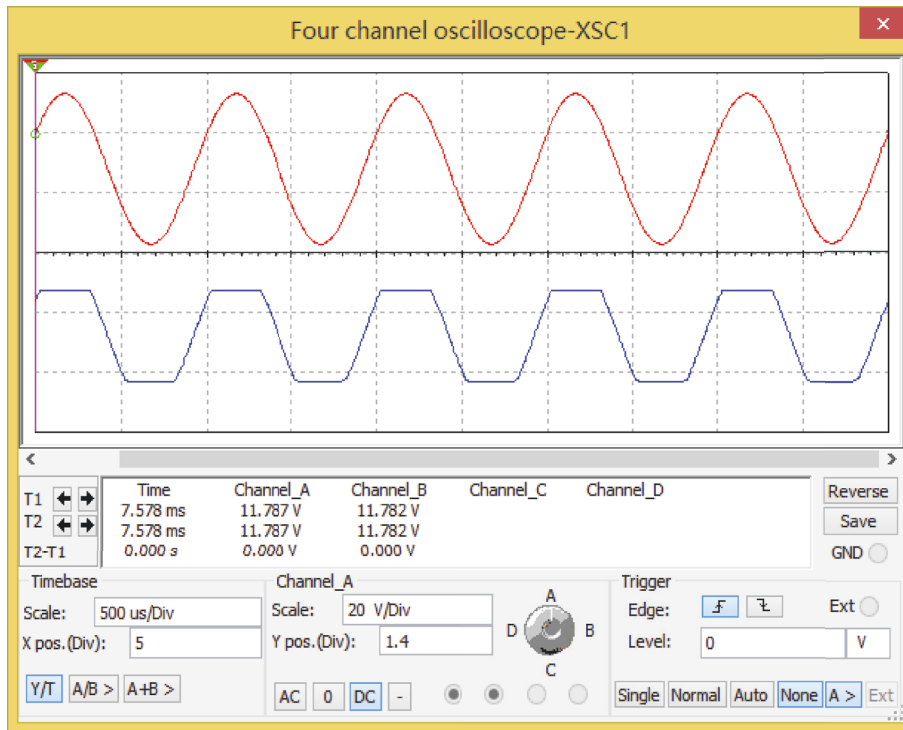 Four channel oscilloscope-XSC1
Time Channel_A Channel_B Channel_C Channel_D
T1 7.578 ms 11.787 V 11.782 V
T2 7.578 ms 11.787 V 11.782 V
T2-T1 0.000 s 0.000 V 0.000 V
Reverse
Save
GND
Timebase
Scale: 500 us/Div
X pos.(Div): 5
Y/T A/B > A+B >
Channel_A
Scale: 20 V/Div
Y pos.(Div): 1.4
AC 0 DC -
A
D B
C
Trigger
Edge: Ext
Level: 0 V
Single Normal Auto None A > Ext